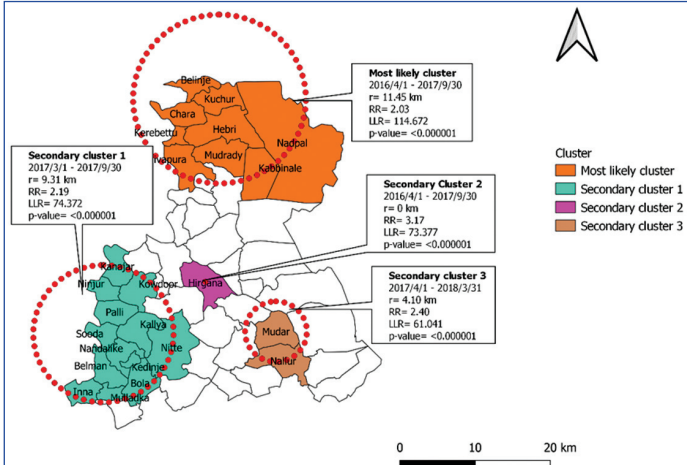 Most likely cluster
2016/4/1 - 2017/9/30
r= 11.45 km
RR= 2.03
LLR= 114.672
p-value= <0.000001
Belinje
Kuchur
Chara
Hebri
Kerebettu
Nadpal
Mudrady
Kabbinale
Secondary cluster 1
2017/3/1 - 2017/9/30
r= 9.31 km
RR= 2.19
LLR= 74.372
p-value= <0.000001
Cluster
Most likely cluster
Secondary cluster 1
Secondary cluster 2
Secondary cluster 3
Secondary Cluster 2
2016/4/1 - 2017/9/30
r= 0 km
RR= 3.17
LLR= 73.377
p-value= <0.000001
Kanajar
Ninjur
Kowdoor
Hirgana
Palli
Kallya
Sooda
Nandalike
Nitte
Belman
Kedinje
Bola
Inna
Mulladka
Secondary cluster 3
2017/4/1 - 2018/3/31
r= 4.10 km
RR= 2.40
LLR= 61.041
p-value= <0.000001
Mudar
Nallur
0 10 20 km